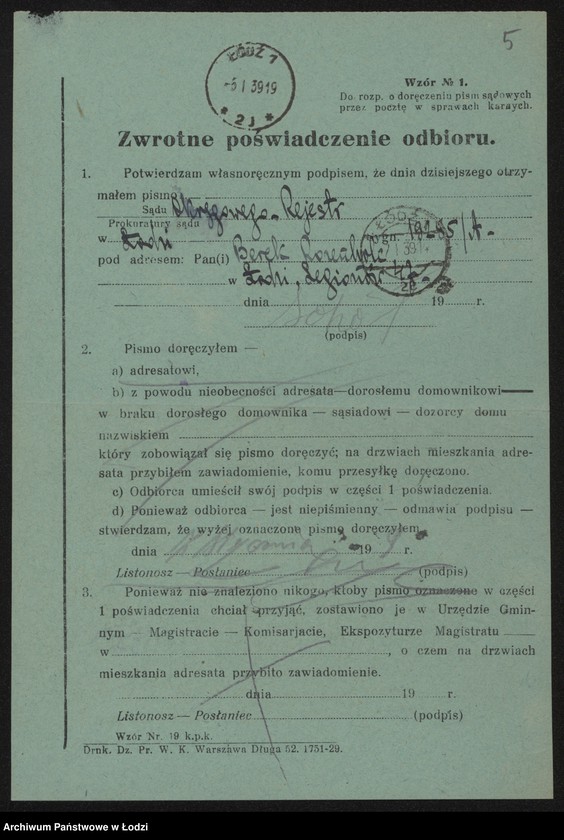 5
ŁÓDŹ 1
-5 I 39 19
* 2J *
Wzór № 1.
Do rozp. o doręczeniu pism sądowych
przez pocztę w sprawach karnych.
Zwrotne poświadczenie odbioru.
1. Potwierdzam własnoręcznym podpisem, że dnia dzisiejszego otrzy-
małem pismo
Sądu Okręgowego - Rejestr
Prokuratury sądu
w Łodzi sygn. 19255/A.
pod adresem: Pan(i) Berek
w Łodzi, Legionów
dnia 19 r.
(podpis)
2. Pismo doręczyłem —
a) adresatowi,
b) z powodu nieobecności adresata—dorosłemu domownikowi—
w braku dorosłego domownika — sąsiadowi — dozorcy domu
nazwiskiem
który zobowiązał się pismo doręczyć; na drzwiach mieszkania adre-
sata przybiłem zawiadomienie, komu przesyłkę doręczono.
c) Odbiorca umieścił swój podpis w części 1 poświadczenia.
d) Ponieważ odbiorca — jest niepiśmienny — odmawia podpisu —
stwierdzam, że wyżej oznaczone pismo doręczyłem
dnia 19 r.
Listonosz — Posłaniec (podpis)
3. Ponieważ nie znaleziono nikogo, ktoby pismo oznaczone w części
1 poświadczenia chciał przyjąć, zostawiono je w Urzędzie Gmin-
nym — Magistracie — Komisarjacie, Ekspozyturze Magistratu
w , o czem na drzwiach
mieszkania adresata przybito zawiadomienie.
dnia 19 r.
Listonosz — Posłaniec (podpis)
Wzór Nr. 19 k.p.k.
Druk. Dz. Pr. W. K. Warszawa Długa 52. 1751-29.
Archiwum Państwowe w Łodzi